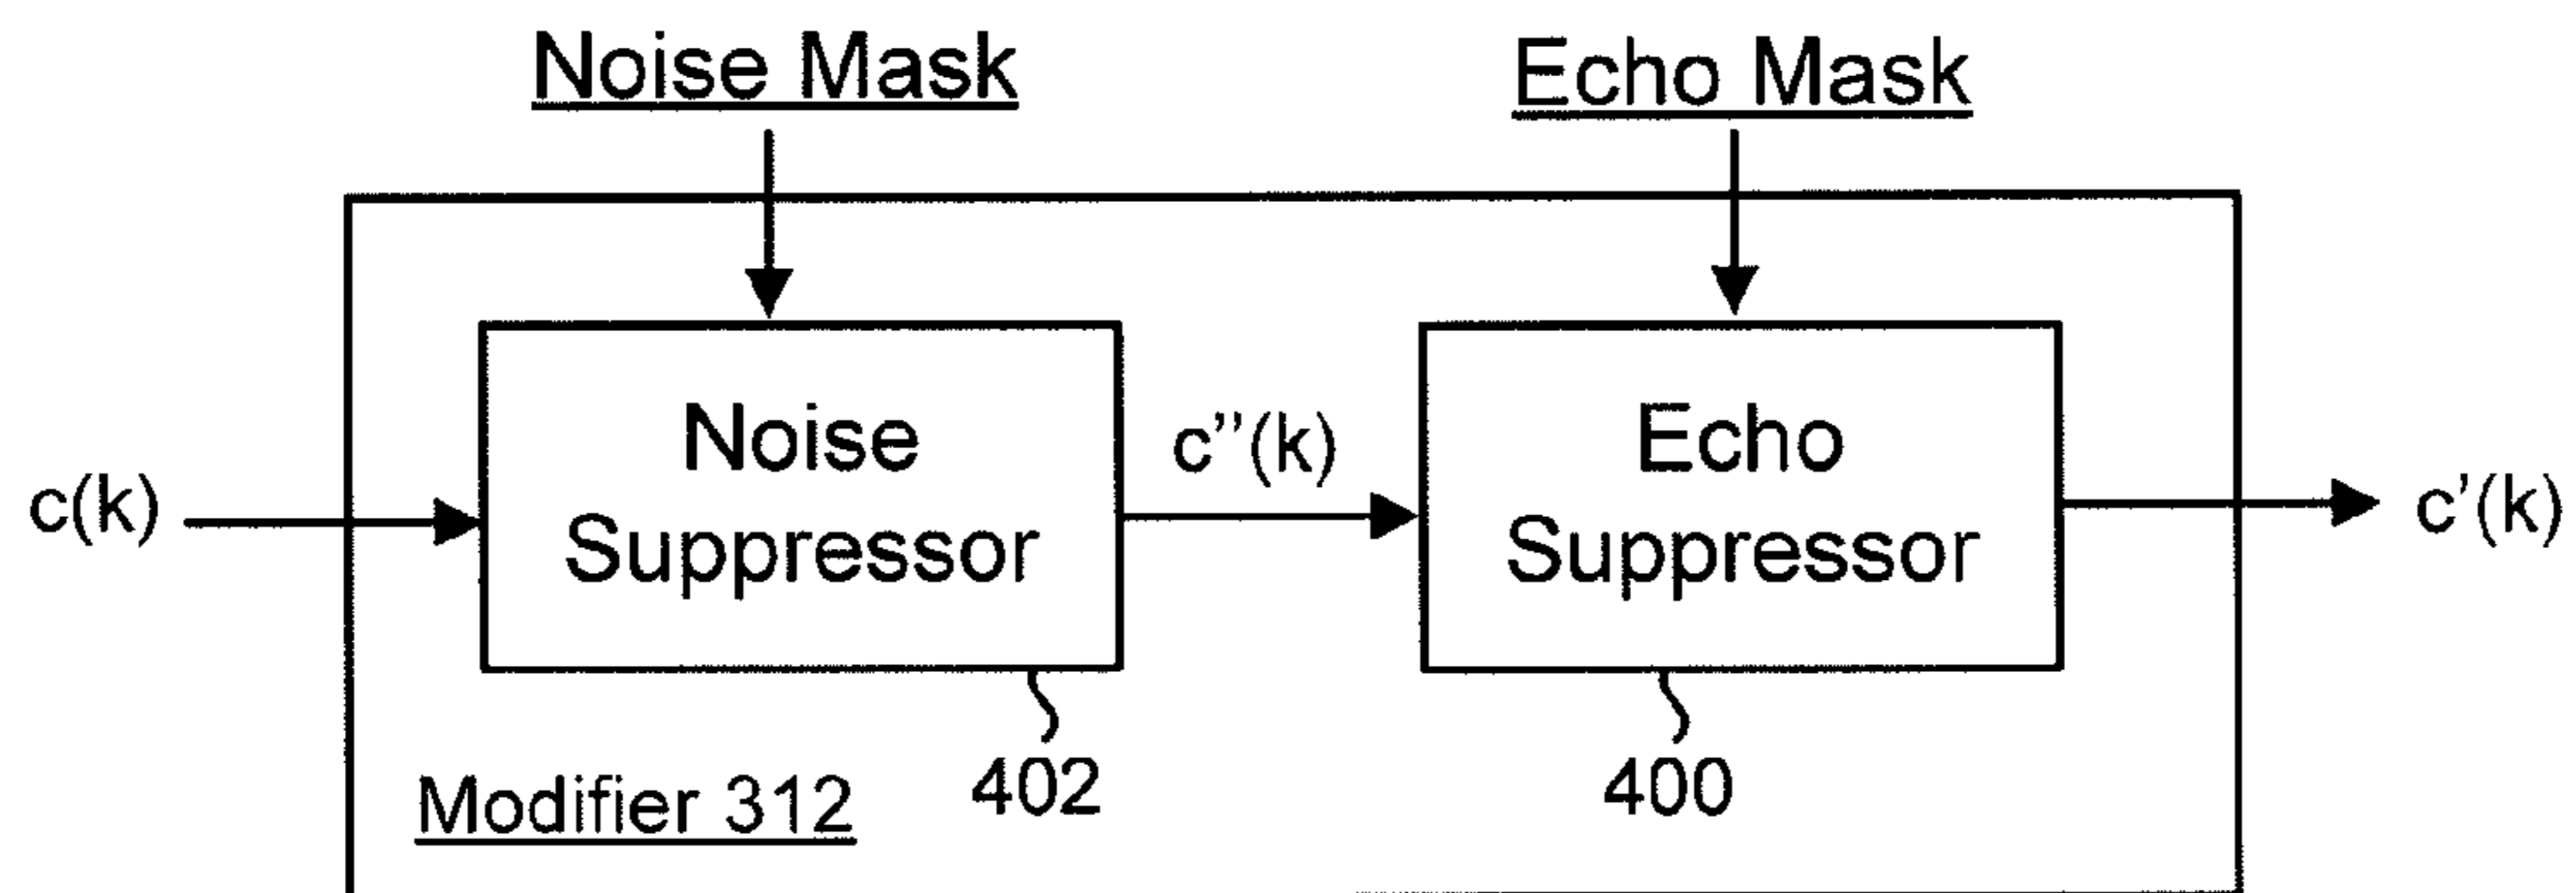 Noise Mask
Echo Mask
c(k)
Noise
Suppressor
c’’(k)
Echo
Suppressor
c’(k)
Modifier 312
402
400